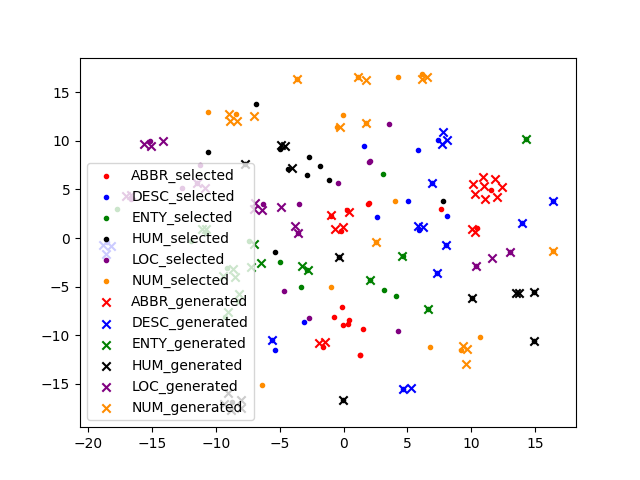 15
10
5
0
−5
−10
−15
ABBR_selected
DESC_selected
ENTY_selected
HUM_selected
LOC_selected
NUM_selected
ABBR_generated
DESC_generated
ENTY_generated
HUM_generated
LOC_generated
NUM_generated
−20 −15 −10 −5 0 5 10 15